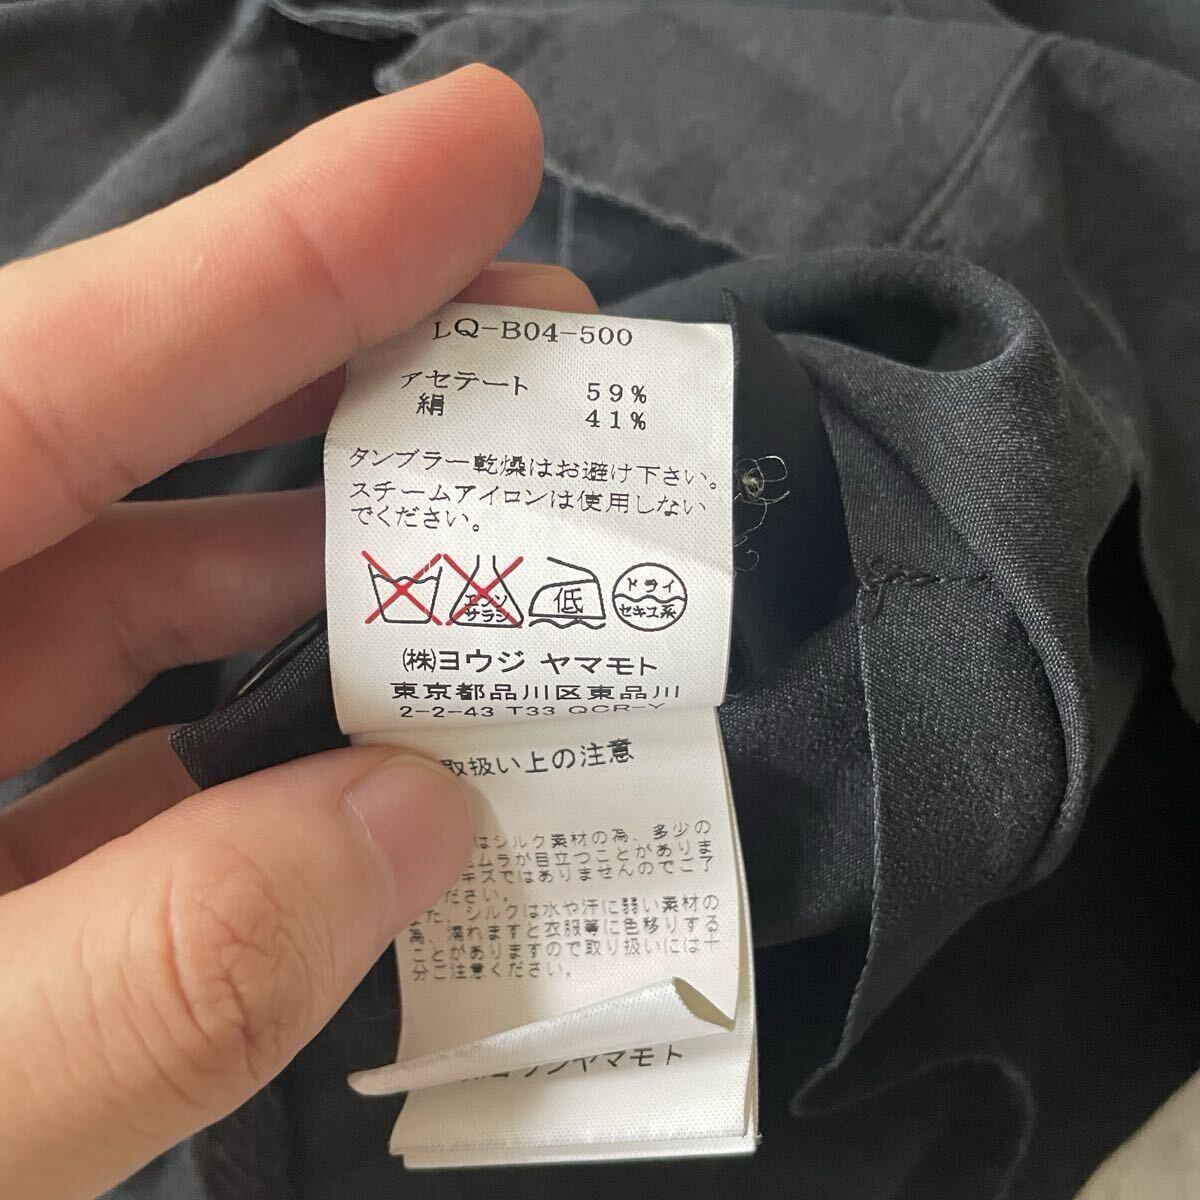 LQ-B04-500
アセテート 59%
絹 41%
タンブラー乾燥はお避け下さい。
スチームアイロンは使用しない
でください。
エンソ サラシ
低
ドライ
セキユ系
(株)ヨウジ ヤマモト
東京都品川区東品川
2-2-43 T33 QCR-Y
取扱い上の注意
はシルク素材の為、多少の
ムラが目立つことがありま
キズではありませんのでご了
ださい。
また、シルクは水や汗に弱い素材の
為、濡れますと衣服等に色移りする
ことがありますので取り扱いには十
分ご注意ください。
ヤマモト